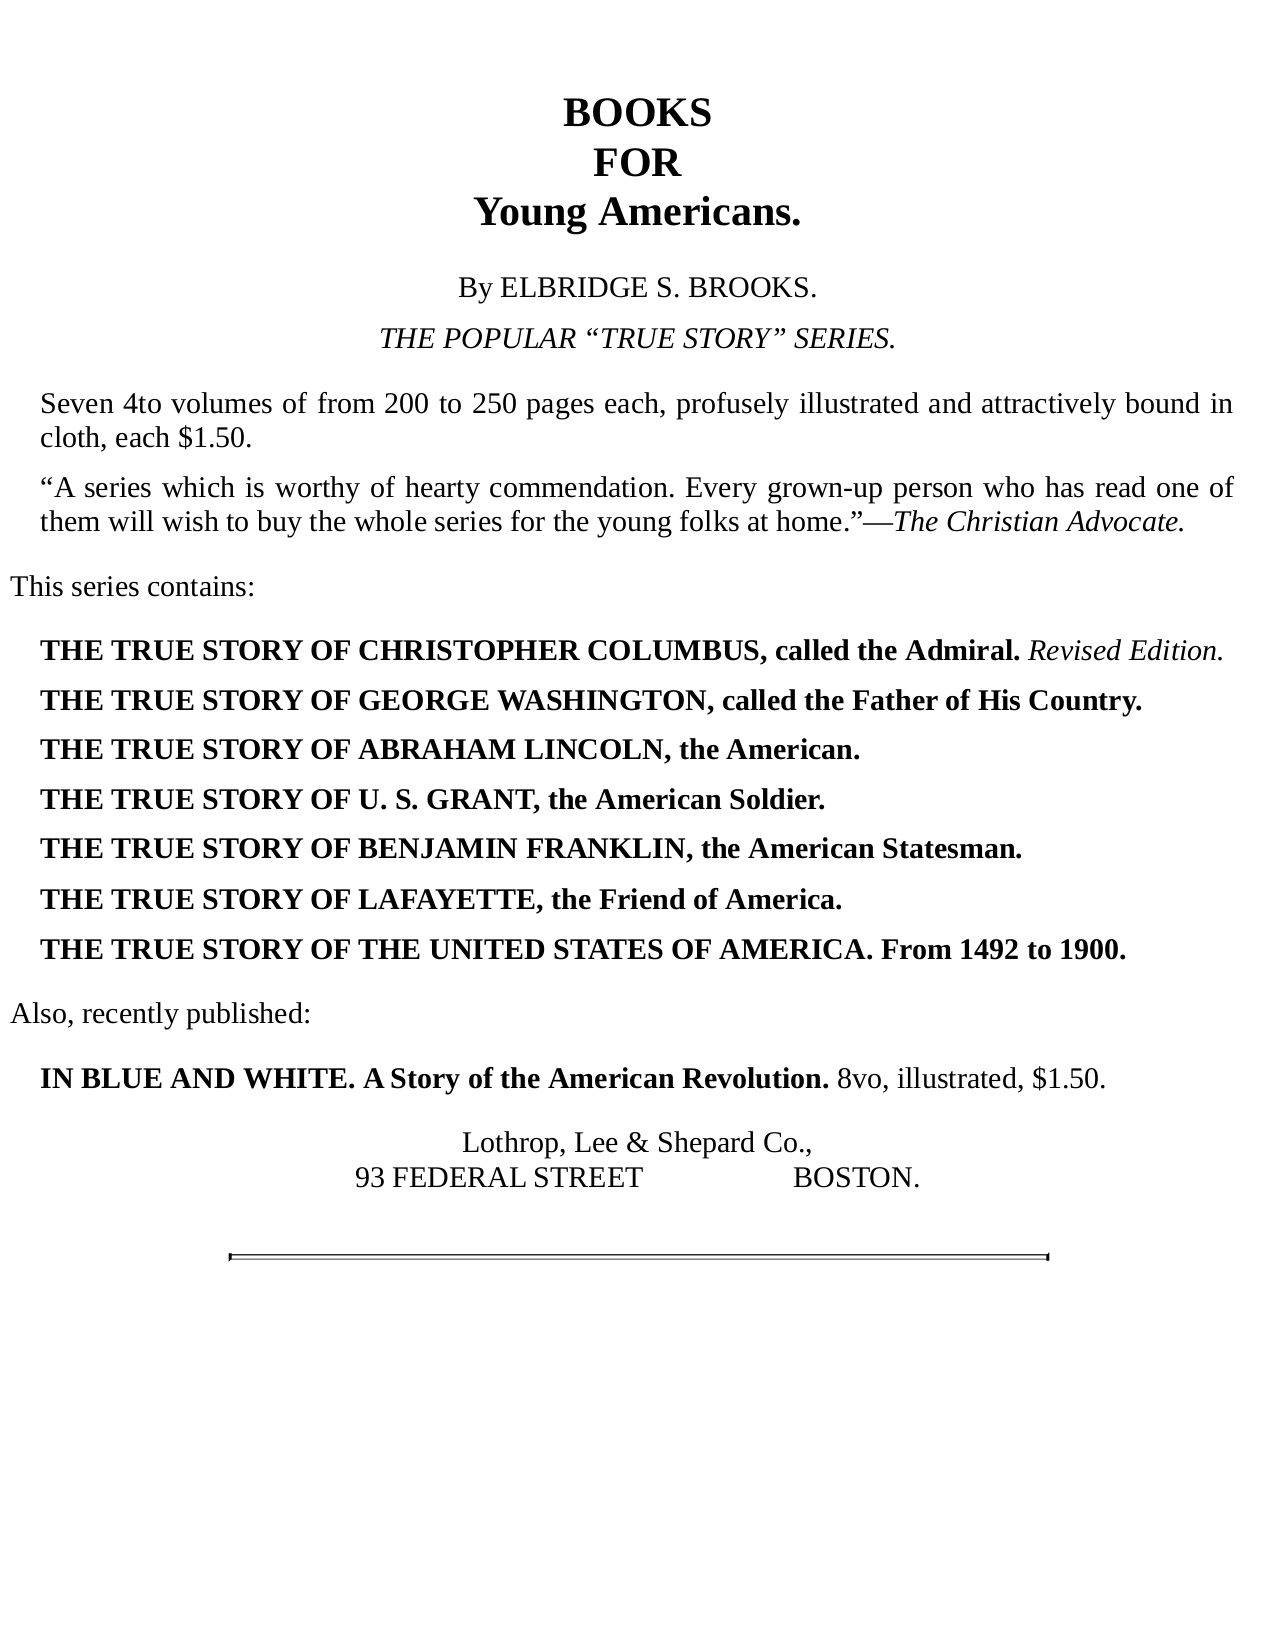 BOOKS
FOR
Young Americans.
By ELBRIDGE S. BROOKS.
THE POPULAR “TRUE STORY” SERIES.
Seven 4to volumes of from 200 to 250 pages each, profusely illustrated and attractively bound in
cloth, each $1.50.
“A series which is worthy of hearty commendation. Every grown-up person who has read one of
them will wish to buy the whole series for the young folks at home.”—The Christian Advocate.
This series contains:
THE TRUE STORY OF CHRISTOPHER COLUMBUS, called the Admiral. Revised Edition.
THE TRUE STORY OF GEORGE WASHINGTON, called the Father of His Country.
THE TRUE STORY OF ABRAHAM LINCOLN, the American.
THE TRUE STORY OF U. S. GRANT, the American Soldier.
THE TRUE STORY OF BENJAMIN FRANKLIN, the American Statesman.
THE TRUE STORY OF LAFAYETTE, the Friend of America.
THE TRUE STORY OF THE UNITED STATES OF AMERICA. From 1492 to 1900.
Also, recently published:
IN BLUE AND WHITE. A Story of the American Revolution. 8vo, illustrated, $1.50.
Lothrop, Lee & Shepard Co.,
93 FEDERAL STREET BOSTON.